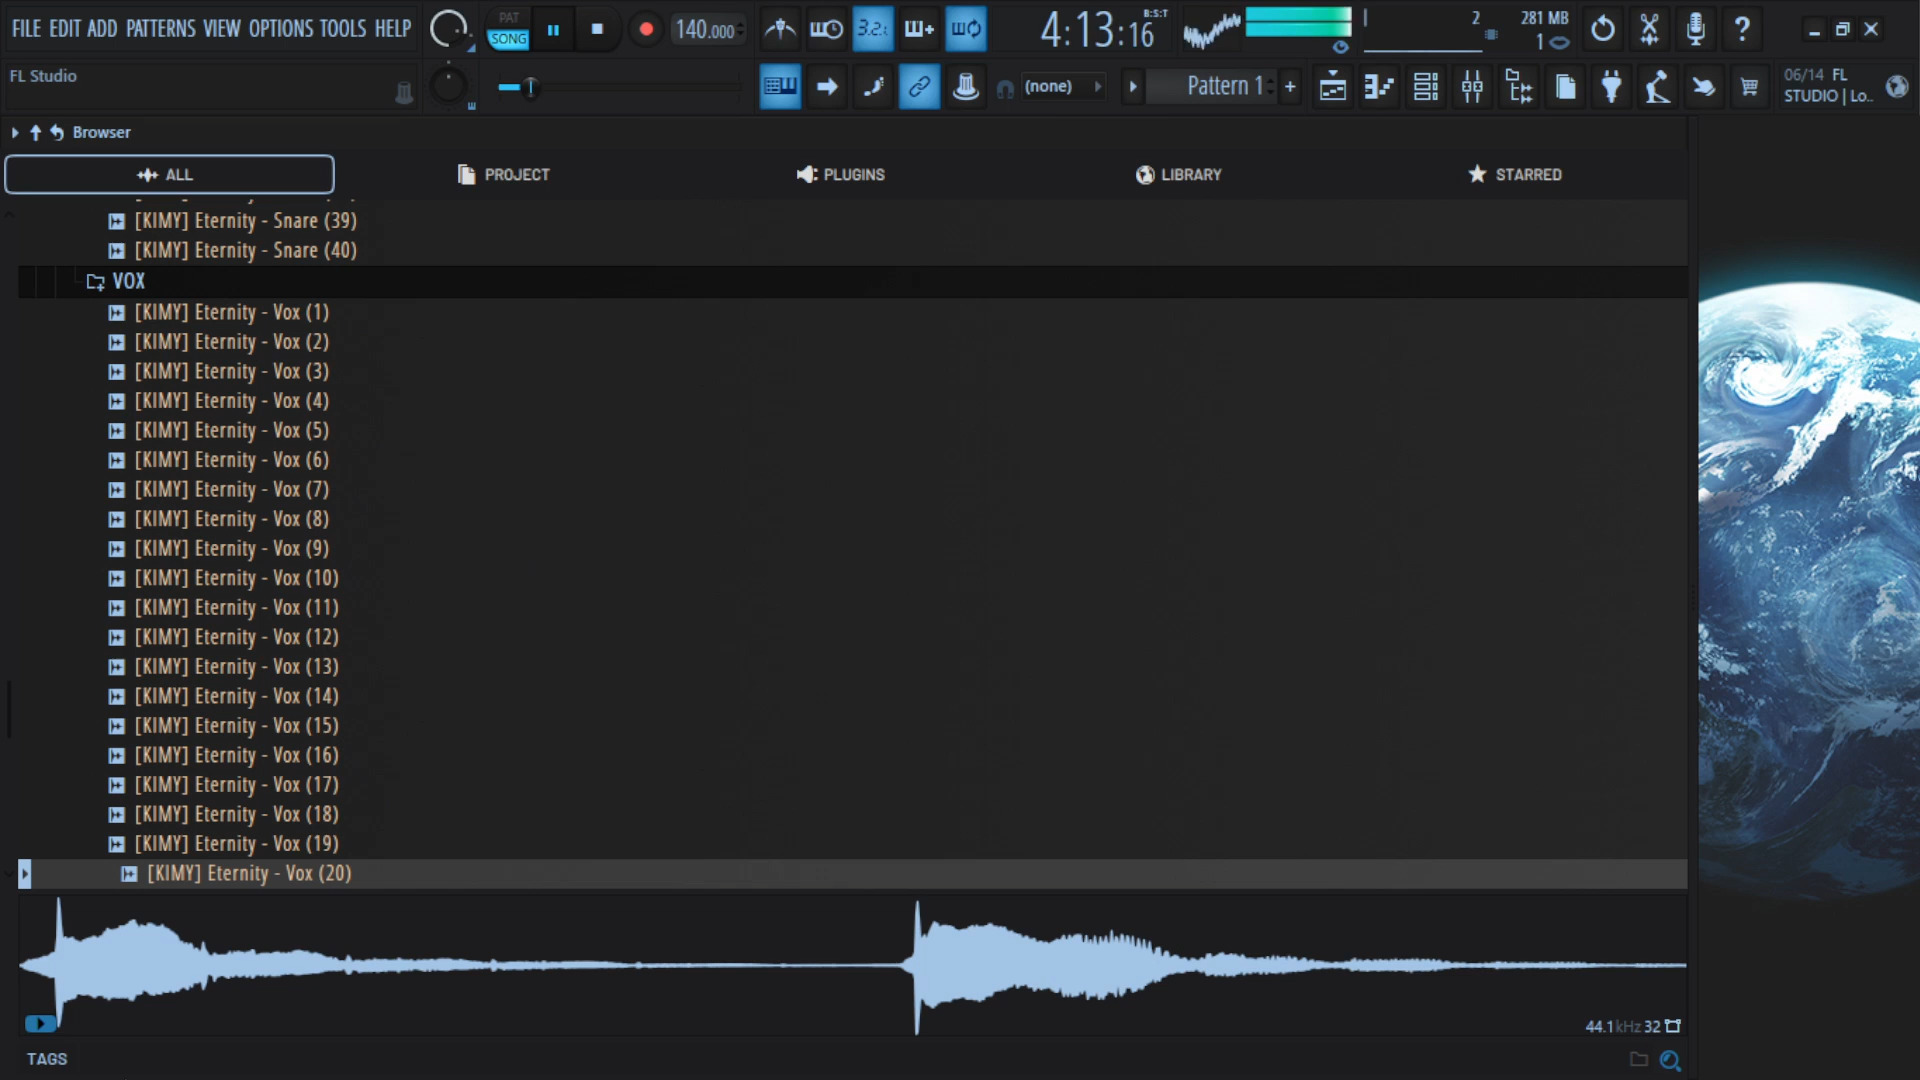 FILE EDIT ADD PATTERNS VIEW OPTIONS TOOLS HELP
PAT
SONG
140.000
3.2.
4:13:16
B:S:T
2
281 MB
1
FL Studio
(none)
Pattern 1
06/14 FL
STUDIO | Lo..
Browser
ALL
PROJECT
PLUGINS
LIBRARY
STARRED
[KIMY] Eternity - Snare (39)
[KIMY] Eternity - Snare (40)
VOX
[KIMY] Eternity - Vox (1)
[KIMY] Eternity - Vox (2)
[KIMY] Eternity - Vox (3)
[KIMY] Eternity - Vox (4)
[KIMY] Eternity - Vox (5)
[KIMY] Eternity - Vox (6)
[KIMY] Eternity - Vox (7)
[KIMY] Eternity - Vox (8)
[KIMY] Eternity - Vox (9)
[KIMY] Eternity - Vox (10)
[KIMY] Eternity - Vox (11)
[KIMY] Eternity - Vox (12)
[KIMY] Eternity - Vox (13)
[KIMY] Eternity - Vox (14)
[KIMY] Eternity - Vox (15)
[KIMY] Eternity - Vox (16)
[KIMY] Eternity - Vox (17)
[KIMY] Eternity - Vox (18)
[KIMY] Eternity - Vox (19)
[KIMY] Eternity - Vox (20)
44.1kHz 32
TAGS